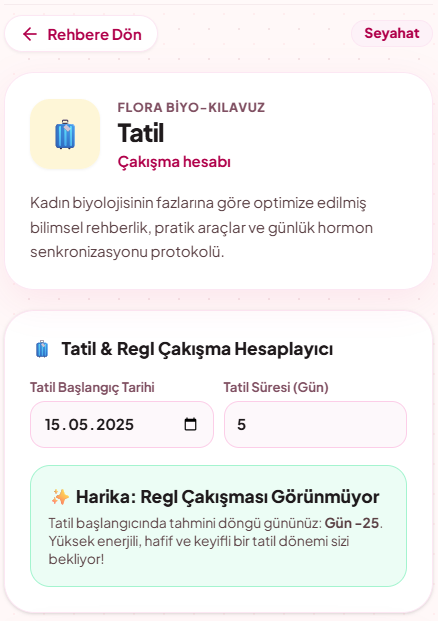 Rehbere Dön
Seyahat
FLORA BİYO-KILAVUZ
Tatil
Çakışma hesabı
Kadın biyolojisinin fazlarına göre optimize edilmiş
bilimsel rehberlik, pratik araçlar ve günlük hormon
senkronizasyonu protokolü.
Tatil & Regl Çakışma Hesaplayıcı
Tatil Başlangıç Tarihi
Tatil Süresi (Gün)
15.05.2025
5
Harika: Regl Çakışması Görünmüyor
Tatil başlangıcında tahmini döngü gününüz: Gün -25.
Yüksek enerjili, hafif ve keyifli bir tatil dönemi sizi
bekliyor!